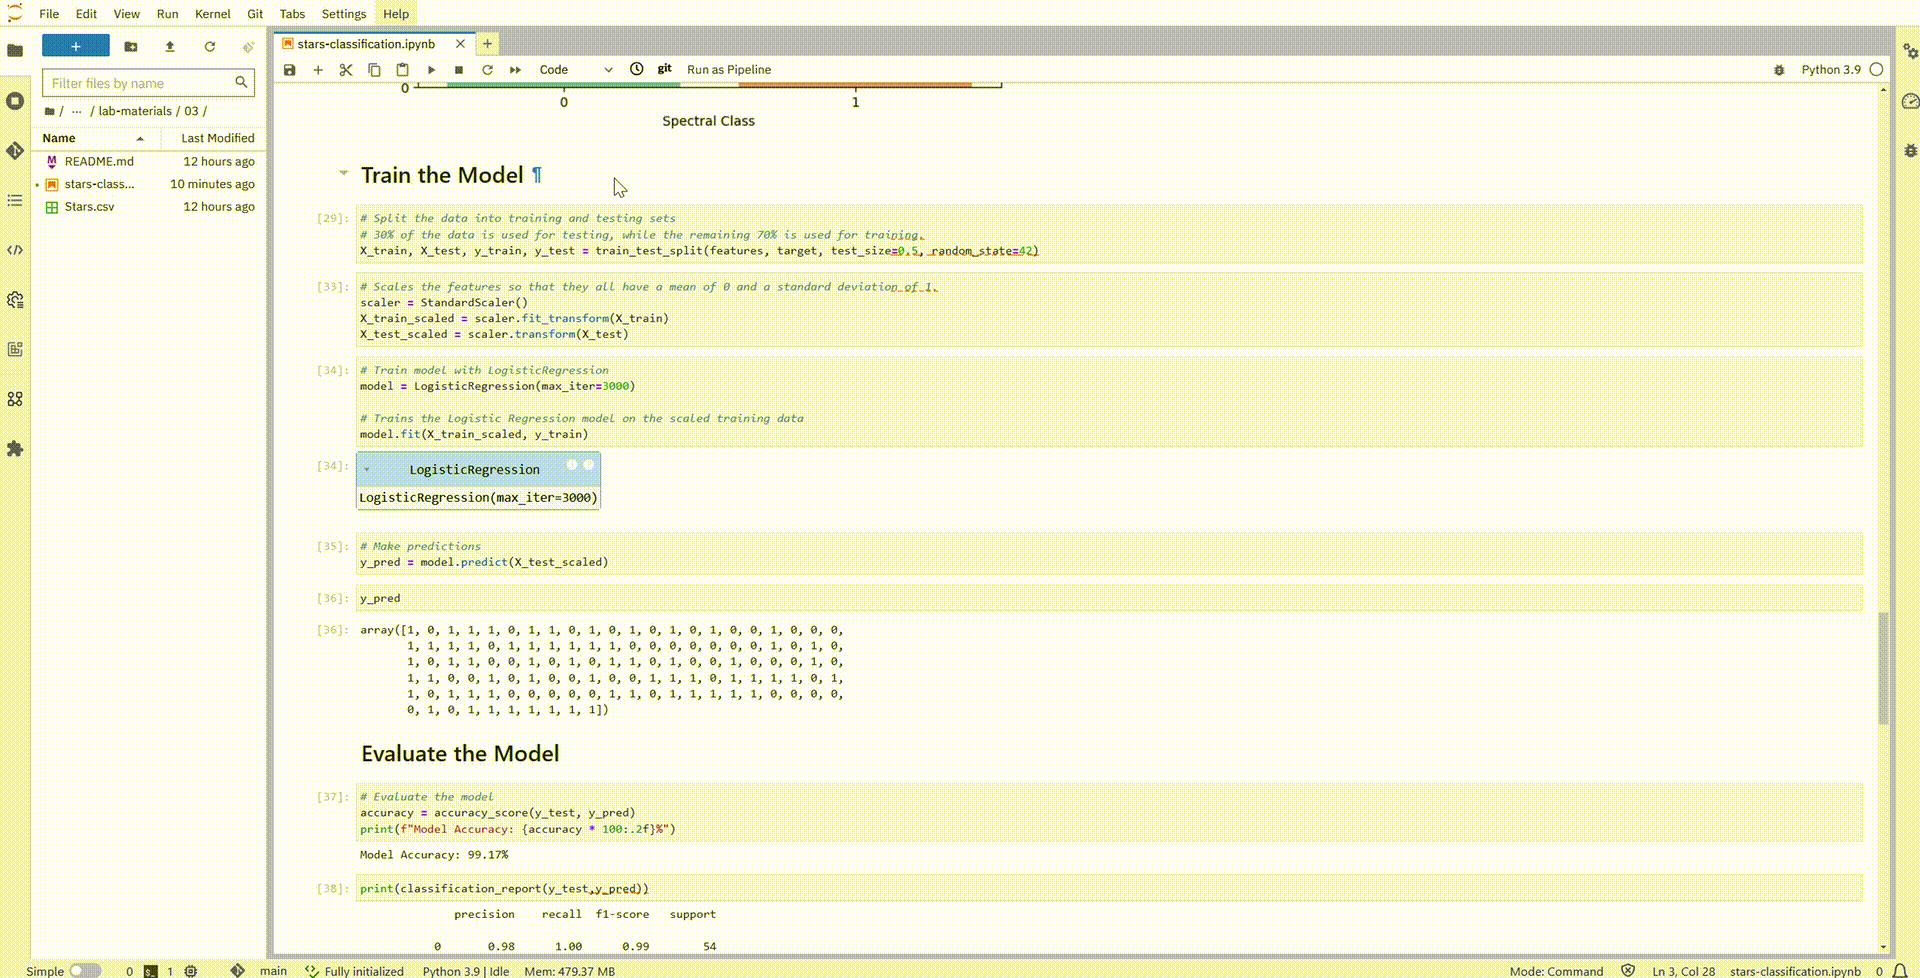 File Edit View Run Kernel Git Tabs Settings Help
stars-classification.ipynb
Filter files by name
Code git Run as Pipeline Python 3.9
/ ... / lab-materials / 03 /
Name Last Modified
README.md 12 hours ago
stars-class... 10 minutes ago
Stars.csv 12 hours ago
0
0 1
Spectral Class
Train the Model ¶
[29]: # Split the data into training and testing sets
# 30% of the data is used for testing, while the remaining 70% is used for training.
X_train, X_test, y_train, y_test = train_test_split(features, target, test_size=0.5, random_state=42)
[33]: # Scales the features so that they all have a mean of 0 and a standard deviation of 1.
scaler = StandardScaler()
X_train_scaled = scaler.fit_transform(X_train)
X_test_scaled = scaler.transform(X_test)
[34]: # Train model with LogisticRegression
model = LogisticRegression(max_iter=3000)
# Trains the Logistic Regression model on the scaled training data
model.fit(X_train_scaled, y_train)
[34]: LogisticRegression
LogisticRegression(max_iter=3000)
[35]: # Make predictions
y_pred = model.predict(X_test_scaled)
[36]: y_pred
[36]: array([1, 0, 1, 1, 1, 0, 1, 1, 0, 1, 0, 1, 0, 1, 0, 1, 0, 0, 1, 0, 0, 0,
1, 1, 1, 1, 0, 1, 1, 1, 1, 1, 1, 0, 0, 0, 0, 0, 0, 0, 1, 0, 1, 0,
1, 0, 1, 1, 0, 0, 1, 0, 1, 0, 1, 1, 0, 1, 0, 0, 1, 0, 0, 0, 1, 0,
1, 1, 0, 0, 1, 0, 1, 0, 0, 1, 0, 0, 1, 1, 1, 0, 1, 1, 1, 1, 0, 1,
1, 0, 1, 1, 1, 0, 0, 0, 0, 0, 1, 1, 0, 1, 1, 1, 1, 1, 0, 0, 0, 0,
0, 1, 0, 1, 1, 1, 1, 1, 1, 1])
Evaluate the Model
[37]: # Evaluate the model
accuracy = accuracy_score(y_test, y_pred)
print(f"Model Accuracy: {accuracy * 100:.2f}%")
Model Accuracy: 99.17%
[38]: print(classification_report(y_test,y_pred))
precision recall f1-score support
0 0.98 1.00 0.99 54
Simple 0 1 main Fully initialized Python 3.9 | Idle Mem: 479.37 MB Mode: Command Ln 3, Col 28 stars-classification.ipynb 0